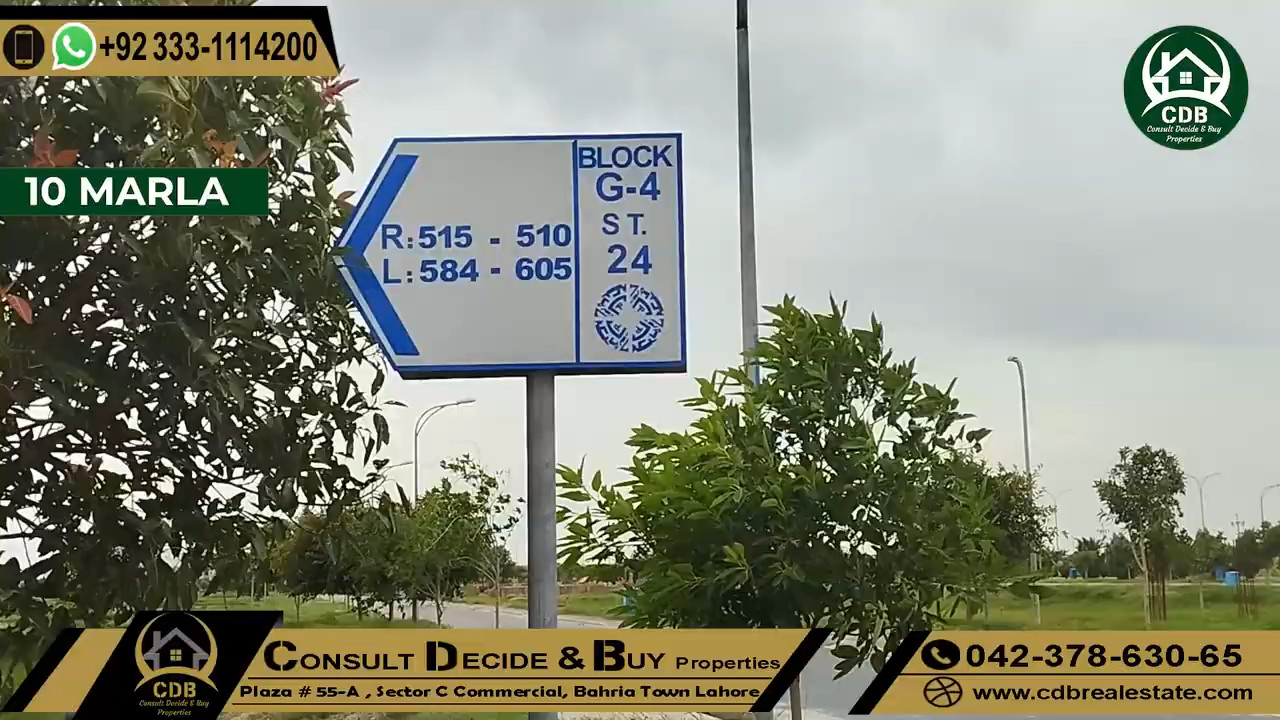 +92 333-1114200
CDB
Consult Decide & Buy
Properties
10 MARLA
BLOCK
G-4
ST.
24
R:515 - 510
L:584 - 605
CDB
Consult Decide & Buy
Properties
CONSULT DECIDE & BUY Properties
Plaza # 55-A , Sector C Commercial, Bahria Town Lahore
042-378-630-65
www.cdbrealestate.com